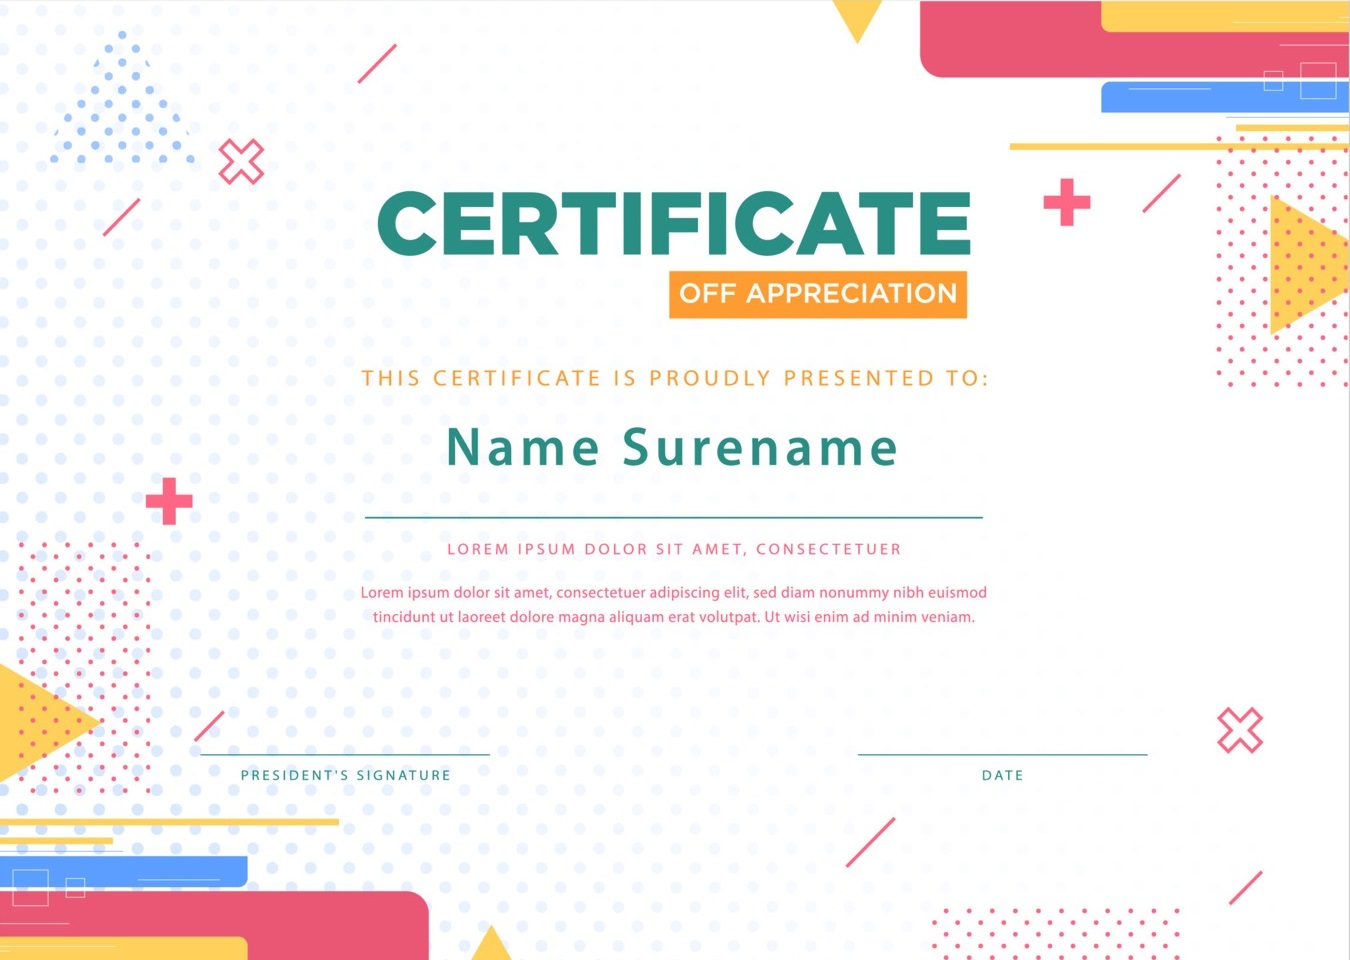 CERTIFICATE
OFF APPRECIATION
THIS CERTIFICATE IS PROUDLY PRESENTED TO:
Name Surename
LOREM IPSUM DOLOR SIT AMET, CONSECTETUER
Lorem ipsum dolor sit amet, consectetuer adipiscing elit, sed diam nonummy nibh euismod
tincidunt ut laoreet dolore magna aliquam erat volutpat. Ut wisi enim ad minim veniam.
PRESIDENT'S SIGNATURE
DATE